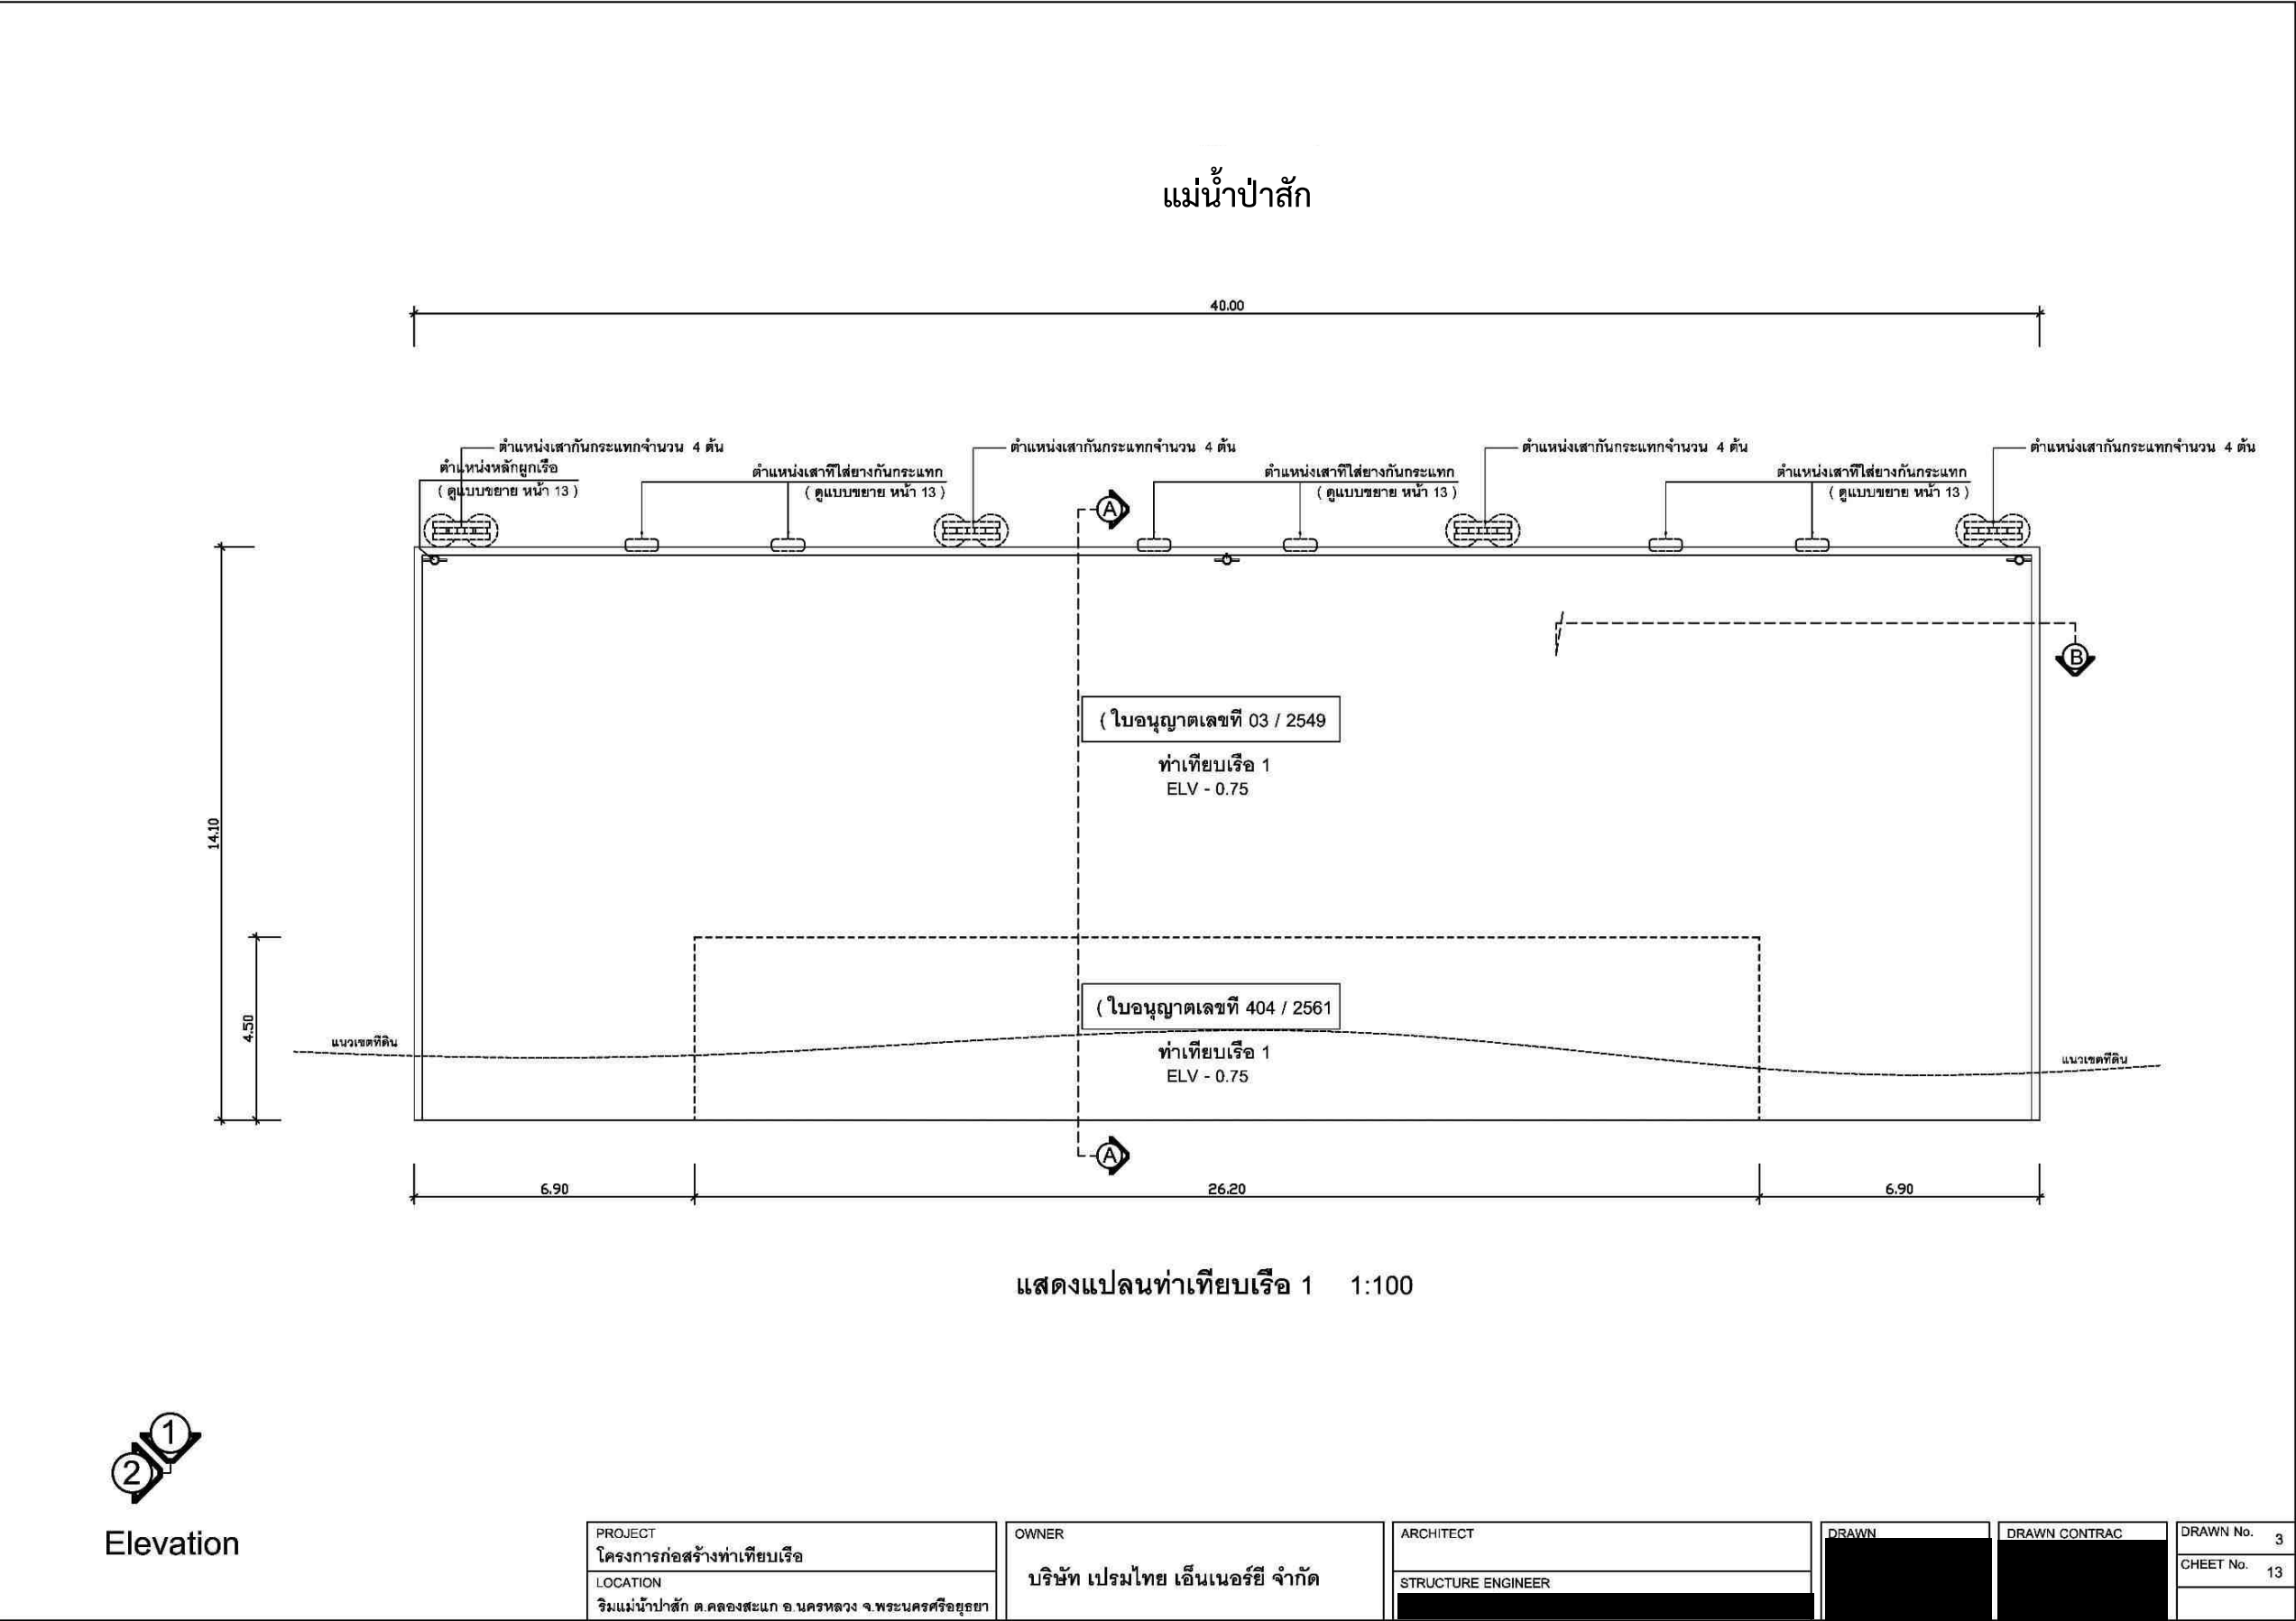 แม่น้ำป่าสัก
40.00
ตำแหน่งเสากันกระแทกจำนวน 4 ต้น
ตำแหน่งเสากันกระแทกจำนวน 4 ต้น
ตำแหน่งเสากันกระแทกจำนวน 4 ต้น
ตำแหน่งเสากันกระแทกจำนวน 4 ต้น
ตำแหน่งหลักผูกเรือ
( ดูแบบขยาย หน้า 13 )
ตำแหน่งเสาที่ใส่ยางกันกระแทก
( ดูแบบขยาย หน้า 13 )
ตำแหน่งเสาที่ใส่ยางกันกระแทก
( ดูแบบขยาย หน้า 13 )
ตำแหน่งเสาที่ใส่ยางกันกระแทก
( ดูแบบขยาย หน้า 13 )
A
B
( ใบอนุญาตเลขที่ 03 / 2549
ท่าเทียบเรือ 1
ELV - 0.75
14.10
4.50
( ใบอนุญาตเลขที่ 404 / 2561
ท่าเทียบเรือ 1
ELV - 0.75
แนวเขตที่ดิน
แนวเขตที่ดิน
A
6.90
26.20
6.90
แสดงแปลนท่าเทียบเรือ 1 1:100
1
2
Elevation
PROJECT
โครงการก่อสร้างท่าเทียบเรือ
LOCATION
ริมแม่น้ำป่าสัก ต.คลองสะแก อ.นครหลวง จ.พระนครศรีอยุธยา
OWNER
บริษัท เปรมไทย เอ็นเนอร์ยี จำกัด
ARCHITECT
STRUCTURE ENGINEER
DRAWN
DRAWN CONTRAC
DRAWN No. 3
CHEET No. 13